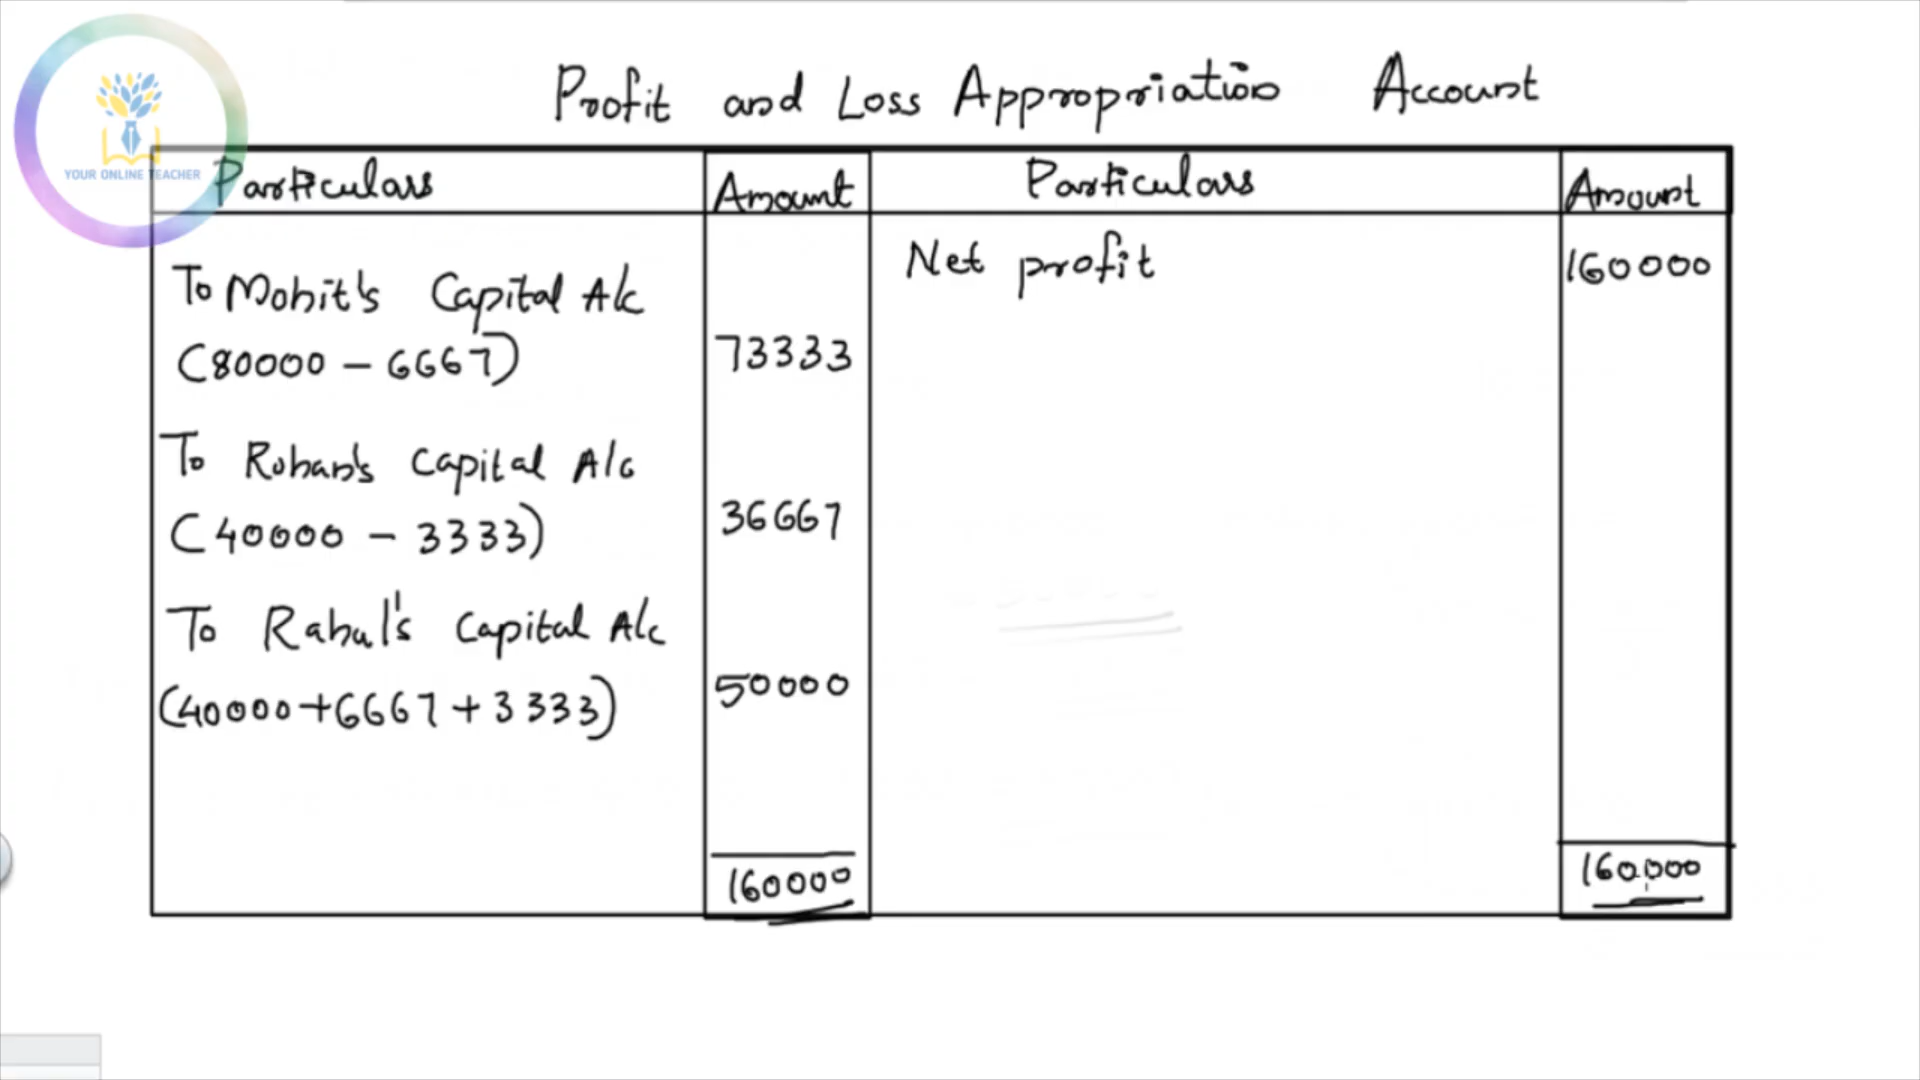 YOUR ONLINE TEACHER
Profit and Loss Appropriation Account
Particulars Amount Particulars Amount
Net profit 160000
To Mohit's Capital A/c
(80000 - 6667) 73333
To Rohan's Capital A/c
(40000 - 3333) 36667
To Rahul's Capital A/c
(40000+6667+3333) 50000
160000 160000